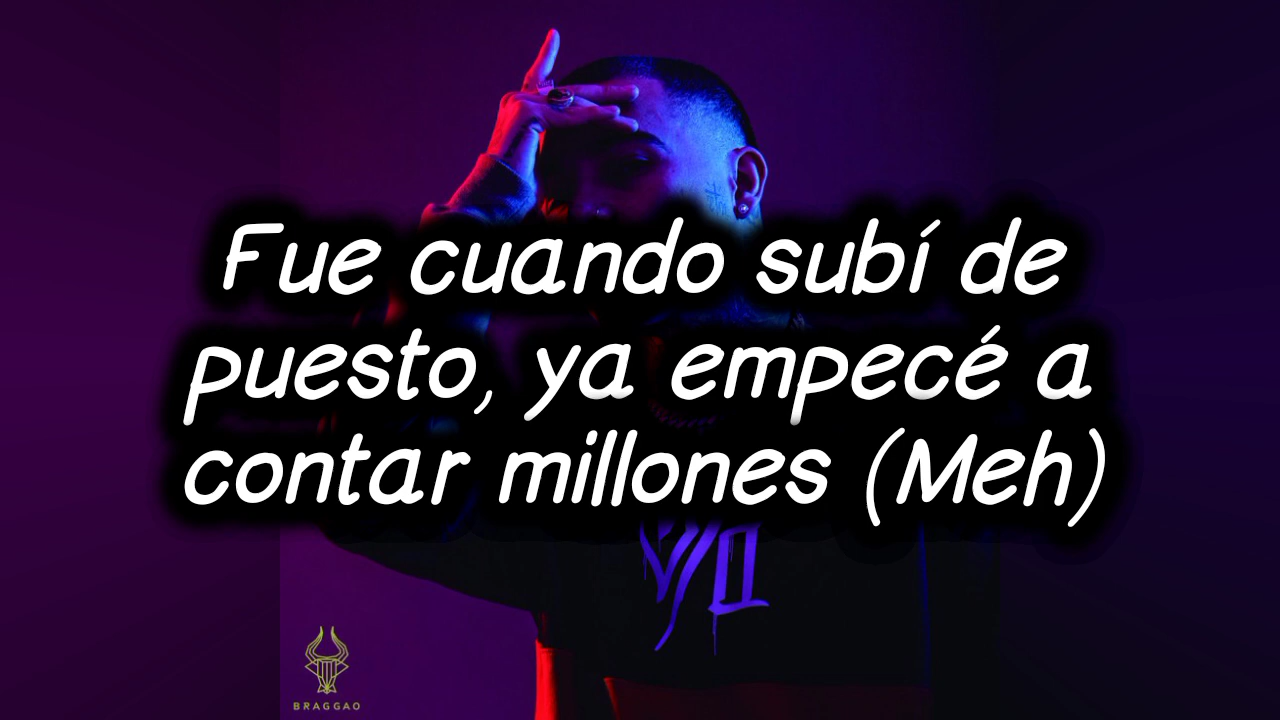 Fue cuando subí de
puesto, ya empecé a
contar millones (Meh)
BRAGGAO